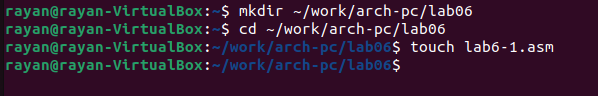 rayan@rayan-VirtualBox:~$ mkdir ~/work/arch-pc/lab06
rayan@rayan-VirtualBox:~$ cd ~/work/arch-pc/lab06
rayan@rayan-VirtualBox:~/work/arch-pc/lab06$ touch lab6-1.asm
rayan@rayan-VirtualBox:~/work/arch-pc/lab06$